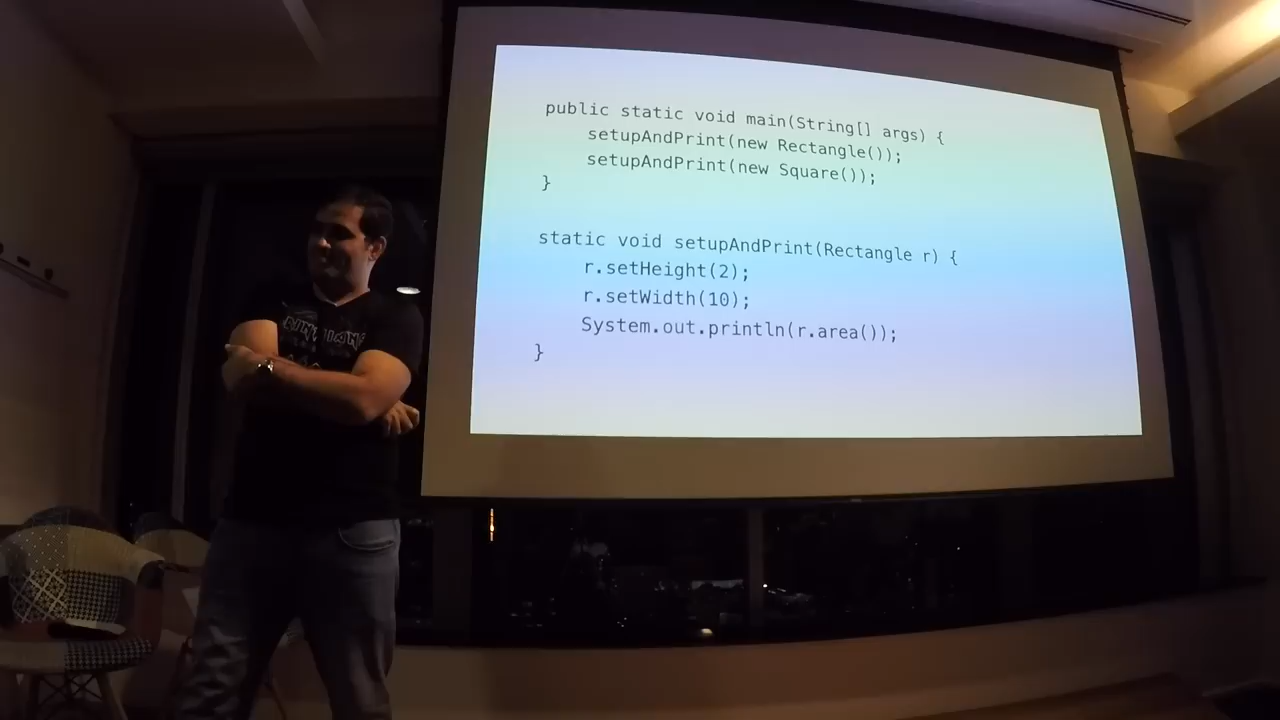 public static void main(String[] args) {
setupAndPrint(new Rectangle());
setupAndPrint(new Square());
}
static void setupAndPrint(Rectangle r) {
r.setHeight(2);
r.setWidth(10);
System.out.println(r.area());
}